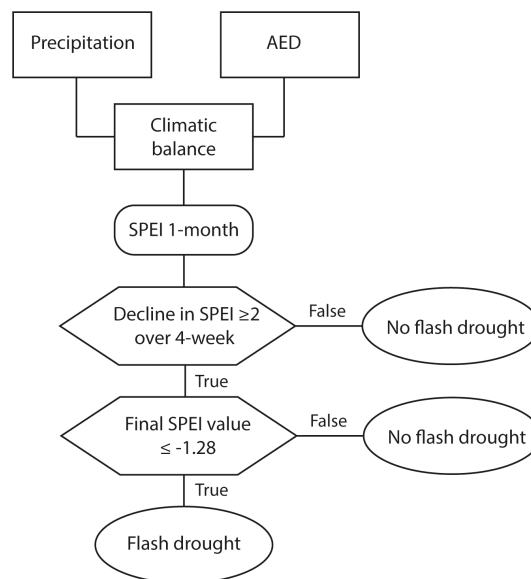 Precipitation
AED
Climatic
balance
SPEI 1-month
Decline in SPEI ≥2
over 4-week
False
No flash drought
True
Final SPEI value
≤ -1.28
False
No flash drought
True
Flash drought